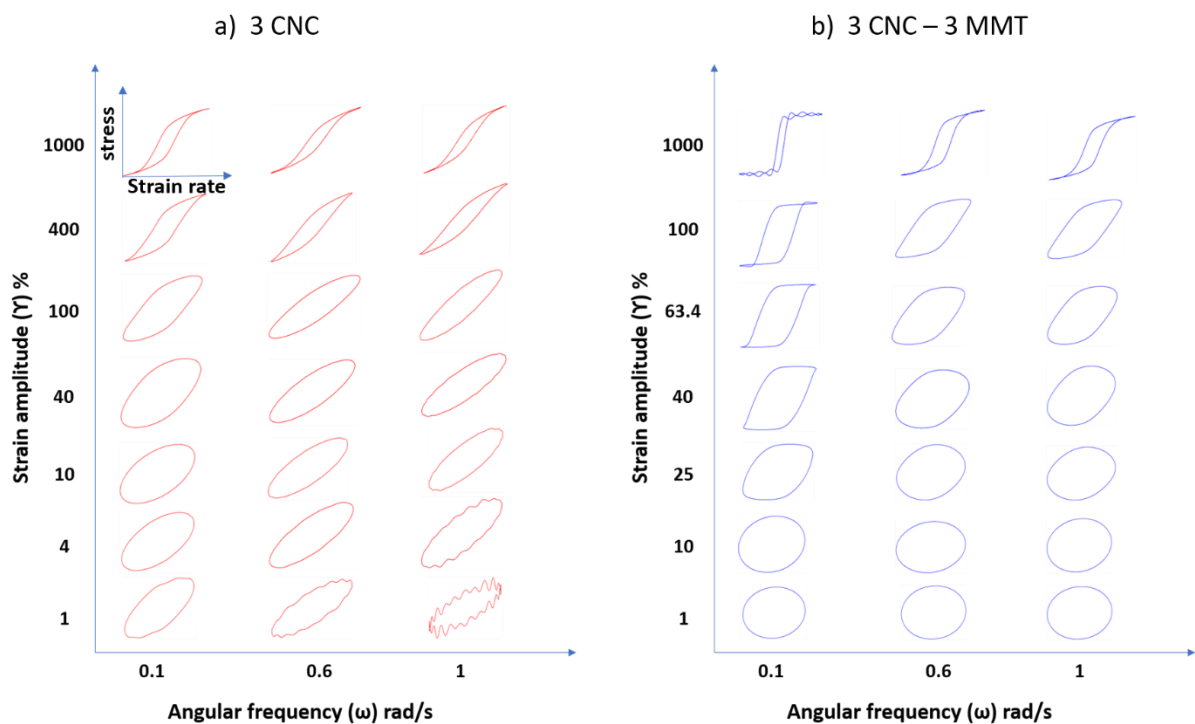 a) 3 CNC
b) 3 CNC – 3 MMT
stress
Strain rate
Strain amplitude (ϒ) %
1000
400
100
40
10
4
1
0.1
0.6
1
Angular frequency (ω) rad/s
Strain amplitude (ϒ) %
1000
100
63.4
40
25
10
1
0.1
0.6
1
Angular frequency (ω) rad/s